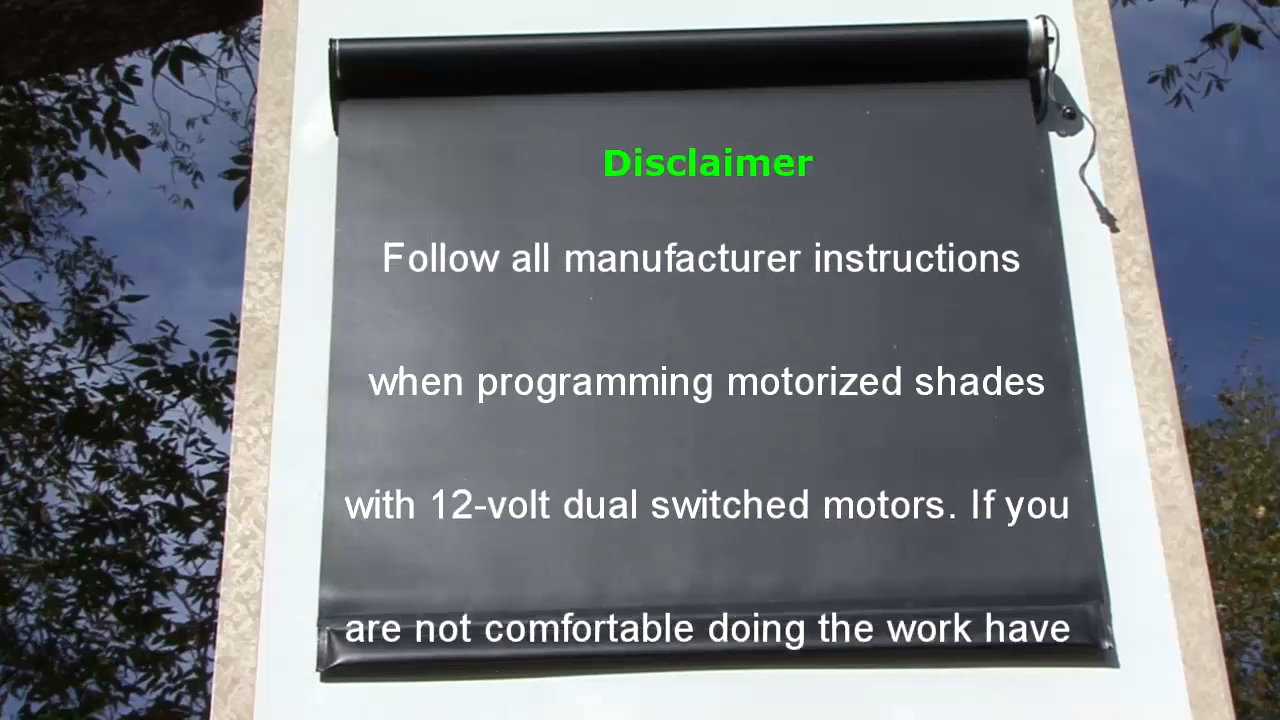 Disclaimer
Follow all manufacturer instructions
when programming motorized shades
with 12-volt dual switched motors. If you
are not comfortable doing the work have